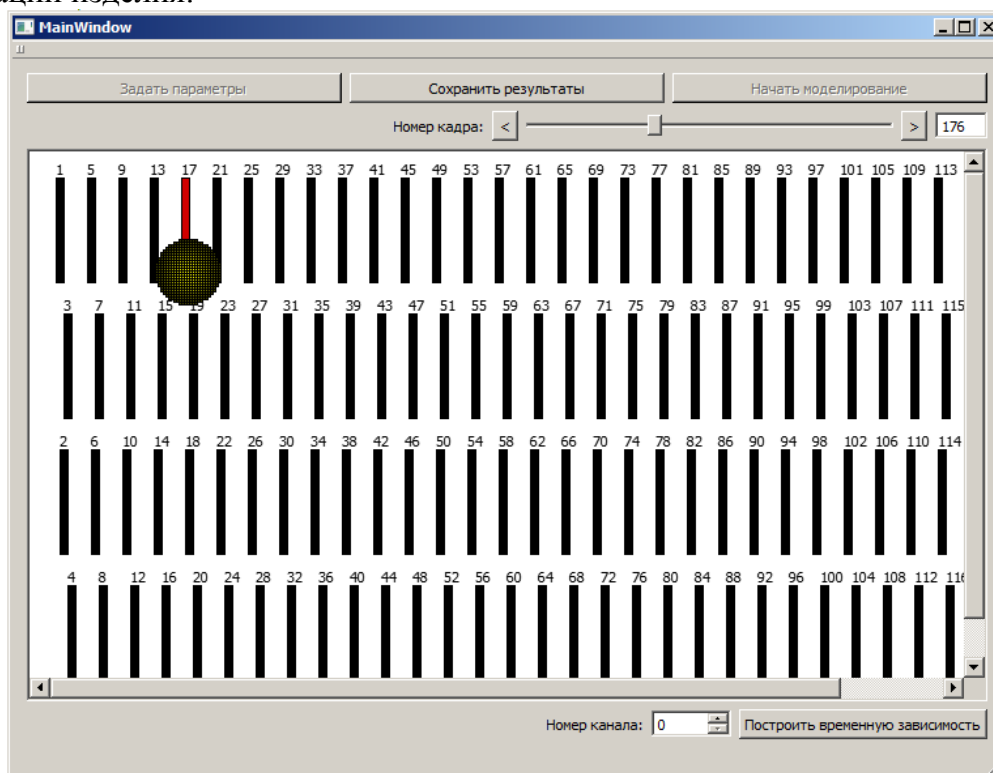 ации изделия.
MainWindow
Задать параметры Сохранить результаты Начать моделирование
Номер кадра: < > 176
1 5 9 13 17 21 25 29 33 37 41 45 49 53 57 61 65 69 73 77 81 85 89 93 97 101 105 109 113
3 7 11 15 19 23 27 31 35 39 43 47 51 55 59 63 67 71 75 79 83 87 91 95 99 103 107 111 115
2 6 10 14 18 22 26 30 34 38 42 46 50 54 58 62 66 70 74 78 82 86 90 94 98 102 106 110 114
4 8 12 16 20 24 28 32 36 40 44 48 52 56 60 64 68 72 76 80 84 88 92 96 100 104 108 112 116
Номер канала: 0 Построить временную зависимость